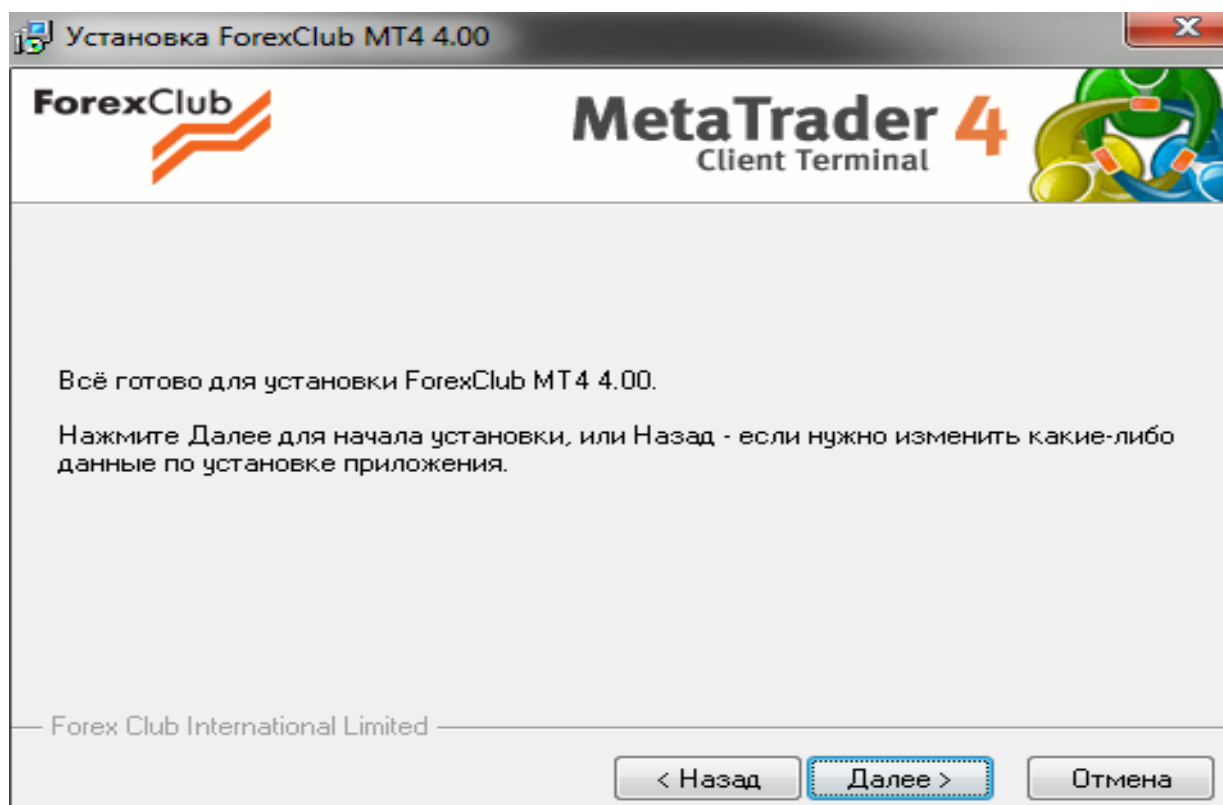 Установка ForexClub MT4 4.00
ForexClub
MetaTrader 4
Client Terminal
Всё готово для установки ForexClub MT4 4.00.
Нажмите Далее для начала установки, или Назад - если нужно изменить какие-либо
данные по установке приложения.
Forex Club International Limited
< Назад
Далее >
Отмена